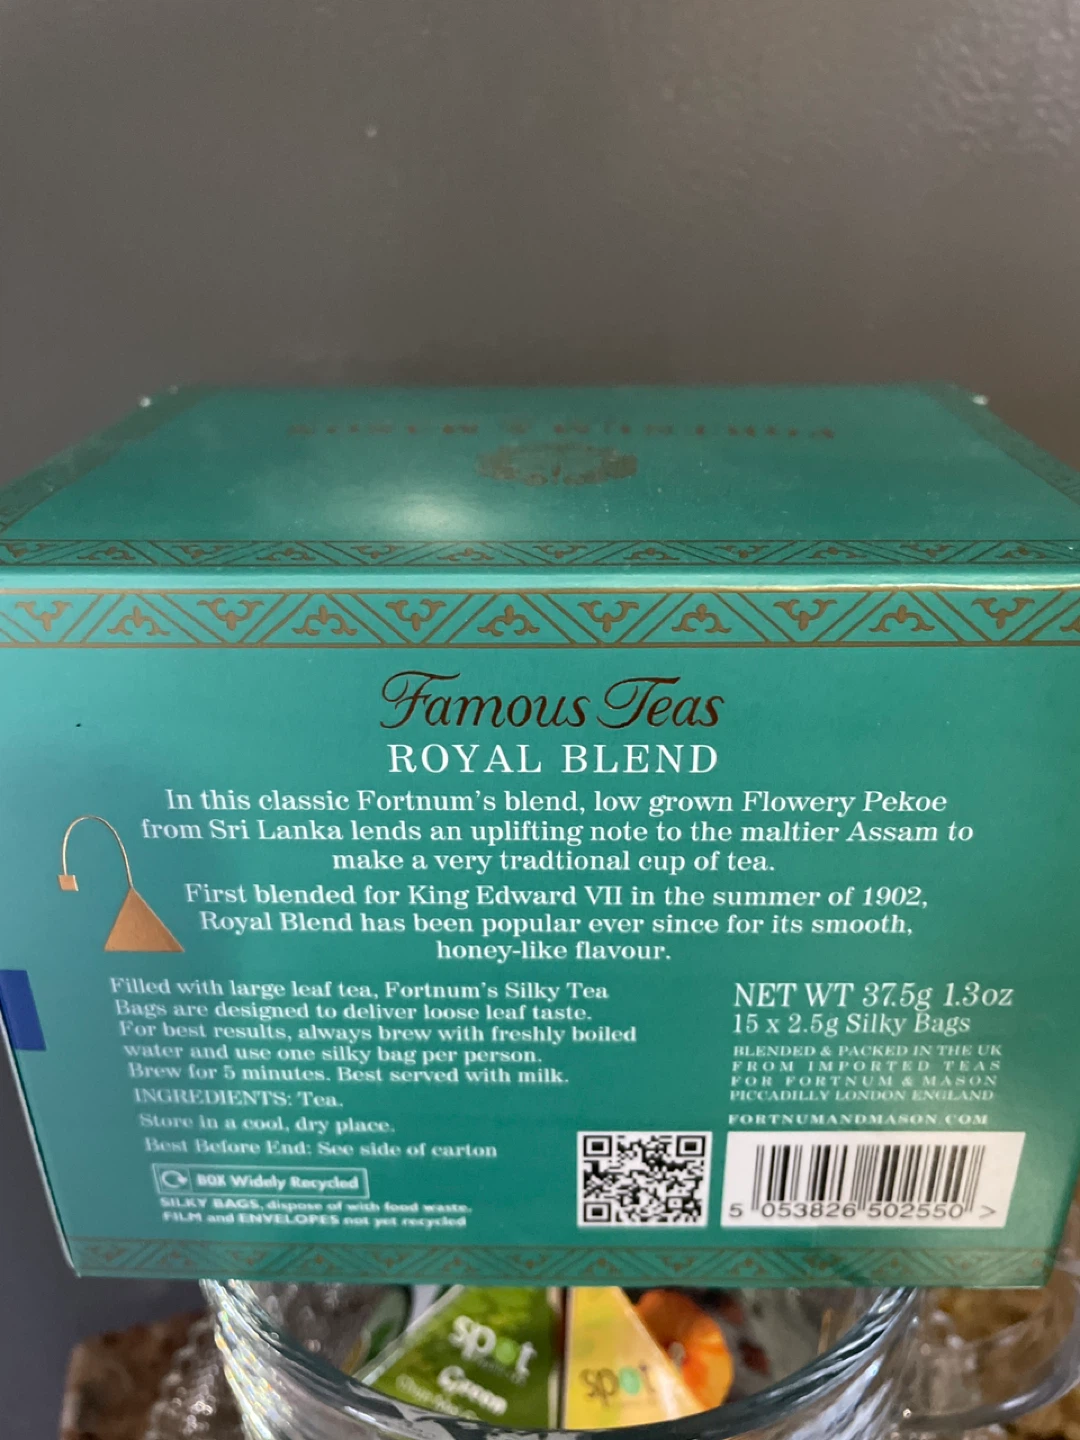 FORTNUM & MASON
Famous Teas
ROYAL BLEND
In this classic Fortnum's blend, low grown Flowery Pekoe
from Sri Lanka lends an uplifting note to the maltier Assam to
make a very tradtional cup of tea.
First blended for King Edward VII in the summer of 1902,
Royal Blend has been popular ever since for its smooth,
honey-like flavour.
Filled with large leaf tea, Fortnum's Silky Tea
Bags are designed to deliver loose leaf taste.
For best results, always brew with freshly boiled
water and use one silky bag per person.
Brew for 5 minutes. Best served with milk.
INGREDIENTS: Tea.
Store in a cool, dry place.
Best Before End: See side of carton
BOX Widely Recycled
SILKY BAGS, dispose of with food waste.
FILM and ENVELOPES not yet recycled
NET WT 37.5g 1.3oz
15 x 2.5g Silky Bags
BLENDED & PACKED IN THE UK
FROM IMPORTED TEAS
FOR FORTNUM & MASON
PICCADILLY LONDON ENGLAND
FORTNUMANDMASON.COM
5 053826 502550 >
spot
Green
spot